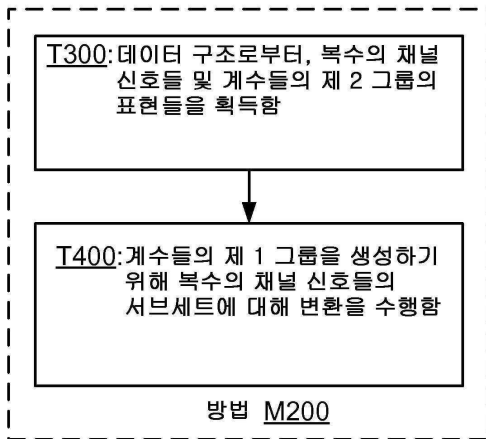 T300:데이터 구조로부터, 복수의 채널
신호들 및 계수들의 제 2 그룹의
표현들을 획득함
T400:계수들의 제 1 그룹을 생성하기
위해 복수의 채널 신호들의
서브세트에 대해 변환을 수행함
방법 M200